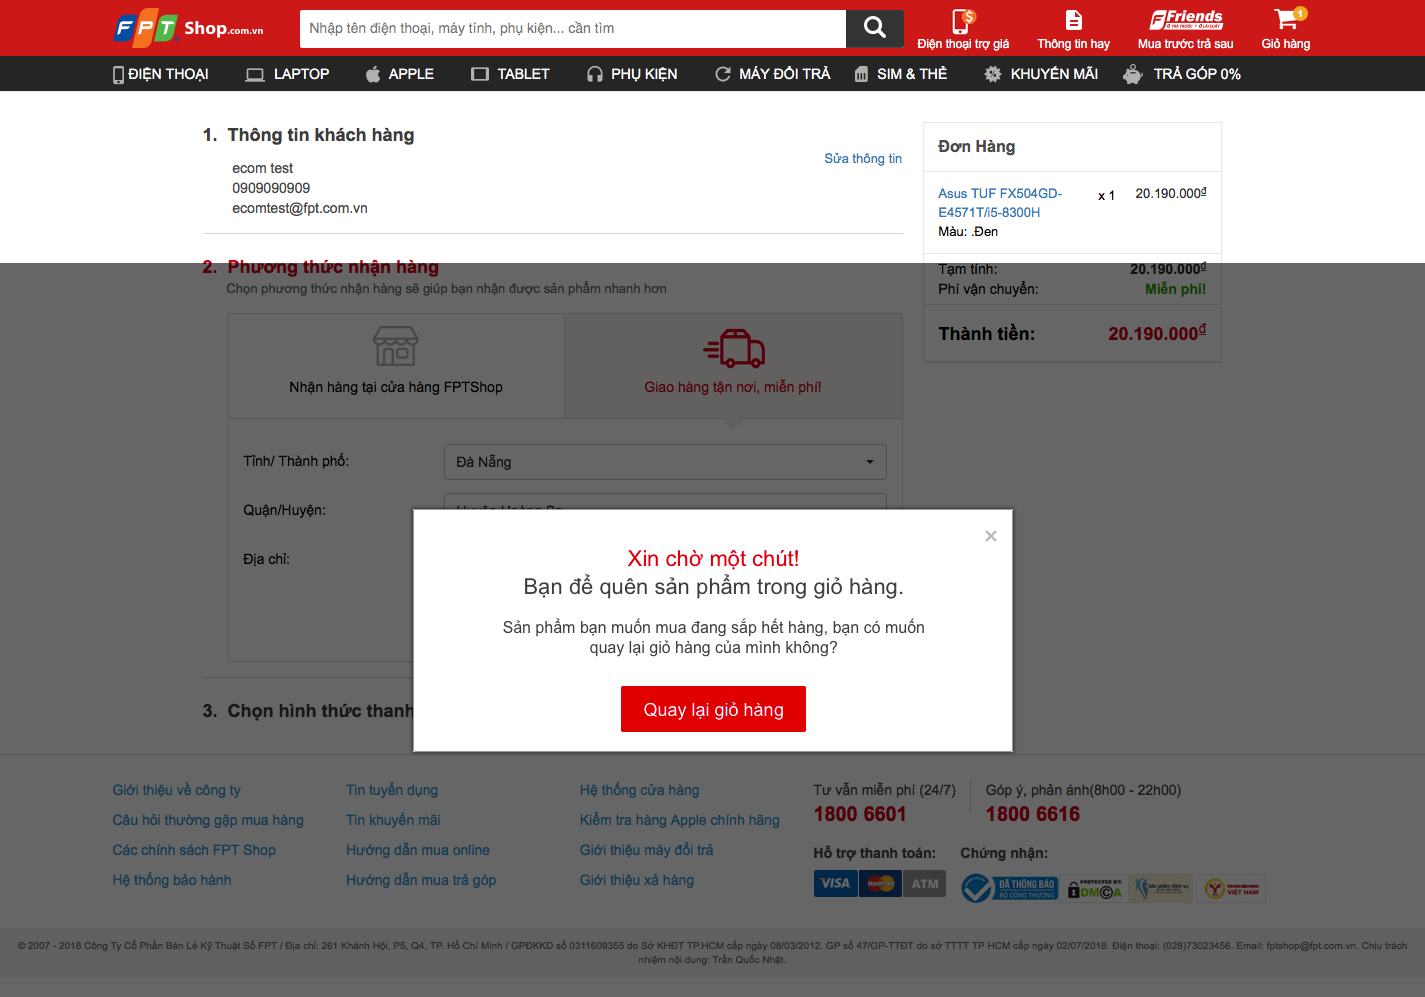 FPT Shop.com.vn
Nhập tên điện thoại, máy tính, phụ kiện... cần tìm
Điện thoại trợ giá
Thông tin hay
Friends
Mua trước trả sau
1
Giỏ hàng
ĐIỆN THOẠI
LAPTOP
APPLE
TABLET
PHỤ KIỆN
MÁY ĐỔI TRẢ
SIM & THẺ
KHUYẾN MÃI
TRẢ GÓP 0%
1. Thông tin khách hàng
Sửa thông tin
ecom test
0909090909
ecomtest@fpt.com.vn
Đơn Hàng
Asus TUF FX504GD-
E4571T/i5-8300H
x 1
20.190.000₫
Màu: .Đen
Tạm tính: 20.190.000₫
Phí vận chuyển: Miễn phí!
Thành tiền: 20.190.000₫
2. Phương thức nhận hàng
Chọn phương thức nhận hàng sẽ giúp bạn nhận được sản phẩm nhanh hơn
Nhận hàng tại cửa hàng FPTShop
Giao hàng tận nơi, miễn phí!
Tỉnh/ Thành phố:
Đà Nẵng
Quận/Huyện:
Địa chỉ:
Xin chờ một chút!
Bạn để quên sản phẩm trong giỏ hàng.
Sản phẩm bạn muốn mua đang sắp hết hàng, bạn có muốn
quay lại giỏ hàng của mình không?
Quay lại giỏ hàng
3. Chọn hình thức thanh
Giới thiệu về công ty
Câu hỏi thường gặp mua hàng
Các chính sách FPT Shop
Hệ thống bảo hành
Tin tuyển dụng
Tin khuyến mãi
Hướng dẫn mua online
Hướng dẫn mua trả góp
Hệ thống cửa hàng
Kiểm tra hàng Apple chính hãng
Giới thiệu máy đổi trả
Giới thiệu xả hàng
Tư vấn miễn phí (24/7)
1800 6601
Góp ý, phản ánh(8h00 - 22h00)
1800 6616
Hỗ trợ thanh toán:
VISA
MasterCard
ATM
Chứng nhận:
ĐÃ THÔNG BÁO
BỘ CÔNG THƯƠNG
PROTECTED BY:
DMCA
VIỆT NAM
© 2007 - 2018 Công Ty Cổ Phần Bán Lẻ Kỹ Thuật Số FPT / Địa chỉ: 261 Khánh Hội, P5, Q4, TP. Hồ Chí Minh / GPĐKKD số 0311609355 do Sở KHĐT TP.HCM cấp ngày 08/03/2012. GP số 47/GP-TTĐT do sở TTTT TP HCM cấp ngày 02/07/2018. Điện thoại: (028)73023456. Email: fptshop@fpt.com.vn. Chịu trách
nhiệm nội dung: Trần Quốc Nhật.